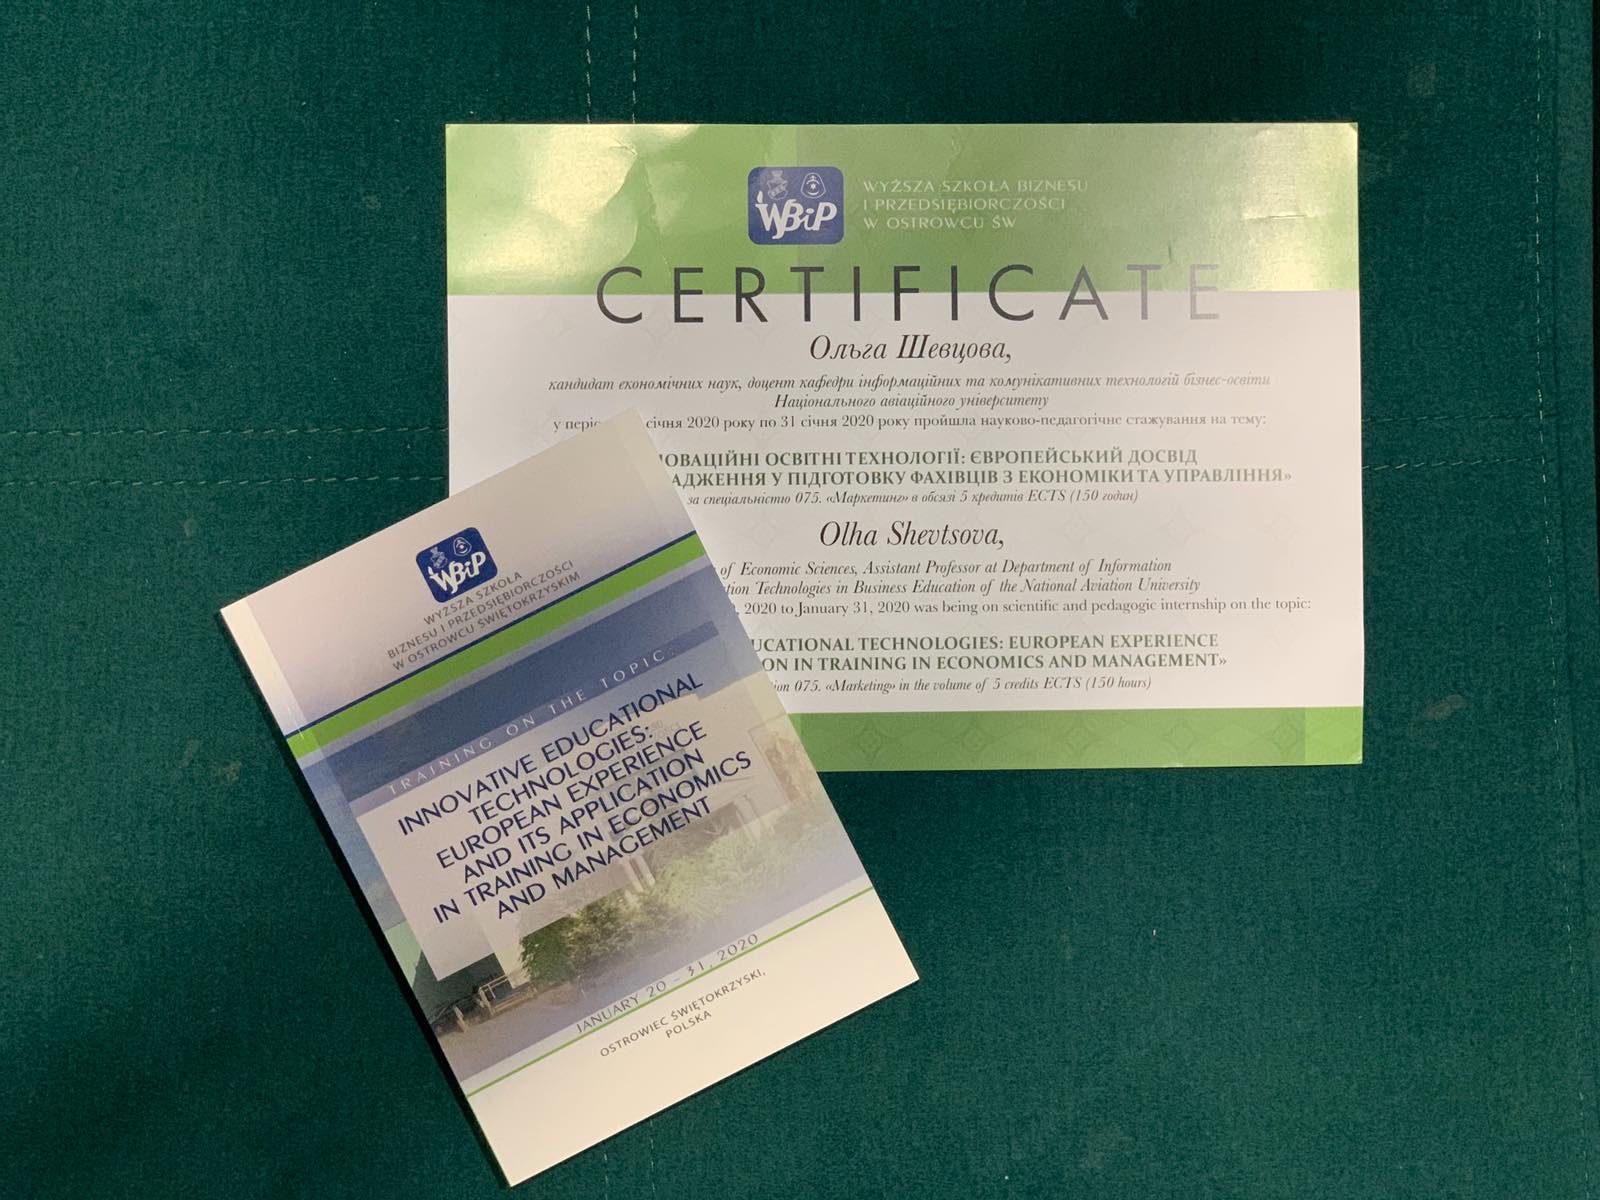 WBiP
WYŻSZA SZKOŁA BIZNESU
I PRZEDSIĘBIORCZOŚCI
W OSTROWCU ŚW
CERTIFICATE
Ольга Шевцова,
кандидат економічних наук, доцент кафедри інформаційних та комунікативних технологій бізнес-освіти
Національного авіаційного університету
у січня 2020 року по 31 січня 2020 року пройшла науково-педагогічне стажування на тему:
ОВАЦІЙНІ ОСВІТНІ ТЕХНОЛОГІЇ: ЄВРОПЕЙСЬКИЙ ДОСВІД
АДЖЕННЯ У ПІДГОТОВКУ ФАХІВЦІВ З ЕКОНОМІКИ ТА УПРАВЛІННЯ»
за спеціальністю 075. «Маркетинг» в обсязі 5 кредитів ECTS (150 годин)
Olha Shevtsova,
of Economic Sciences, Assistant Professor at Department of Information
tion Technologies in Business Education of the National Aviation University
, 2020 to January 31, 2020 was being on scientific and pedagogic internship on the topic:
UCATIONAL TECHNOLOGIES: EUROPEAN EXPERIENCE
ON IN TRAINING IN ECONOMICS AND MANAGEMENT»
ion 075. «Marketing» in the volume of 5 credits ECTS (150 hours)
WBiP
WYŻSZA SZKOŁA
BIZNESU I PRZEDSIĘBIORCZOŚCI
W OSTROWCU ŚWIĘTOKRZYSKIM
TRAINING ON THE TOPIC:
INNOVATIVE EDUCATIONAL
TECHNOLOGIES:
EUROPEAN EXPERIENCE
AND ITS APPLICATION
IN TRAINING IN ECONOMICS
AND MANAGEMENT
JANUARY 20 – 31, 2020
OSTROWIEC ŚWIĘTOKRZYSKI,
POLSKA